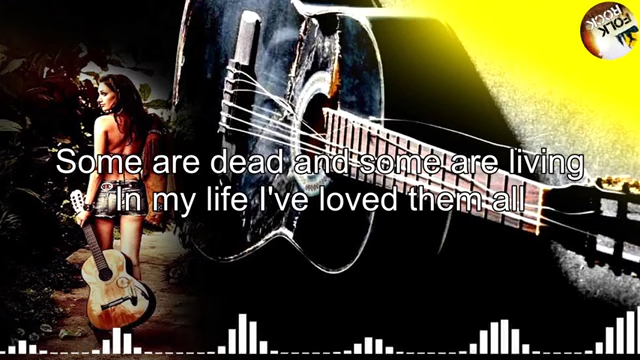 FOLK
ROCK
Some are dead and some are living
In my life I've loved them all